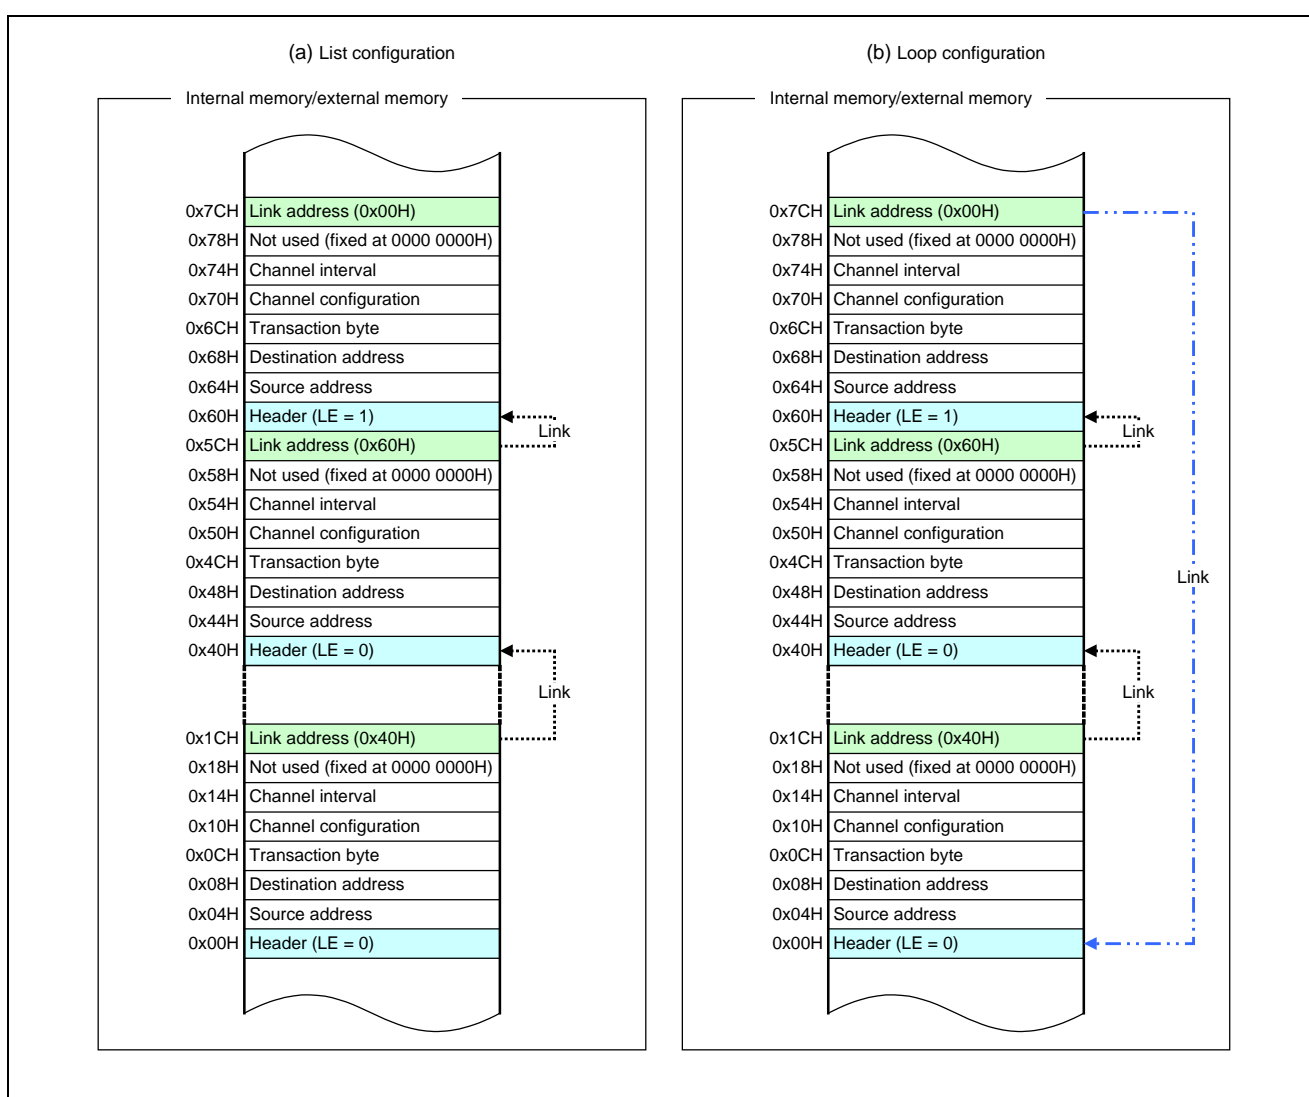 (a) List configuration
Internal memory/external memory
0x7CH Link address (0x00H)
0x78H Not used (fixed at 0000 0000H)
0x74H Channel interval
0x70H Channel configuration
0x6CH Transaction byte
0x68H Destination address
0x64H Source address
0x60H Header (LE = 1)
Link
0x5CH Link address (0x60H)
0x58H Not used (fixed at 0000 0000H)
0x54H Channel interval
0x50H Channel configuration
0x4CH Transaction byte
0x48H Destination address
0x44H Source address
0x40H Header (LE = 0)
Link
0x1CH Link address (0x40H)
0x18H Not used (fixed at 0000 0000H)
0x14H Channel interval
0x10H Channel configuration
0x0CH Transaction byte
0x08H Destination address
0x04H Source address
0x00H Header (LE = 0)
(b) Loop configuration
Internal memory/external memory
0x7CH Link address (0x00H)
0x78H Not used (fixed at 0000 0000H)
0x74H Channel interval
0x70H Channel configuration
0x6CH Transaction byte
0x68H Destination address
0x64H Source address
0x60H Header (LE = 1)
Link
0x5CH Link address (0x60H)
0x58H Not used (fixed at 0000 0000H)
0x54H Channel interval
0x50H Channel configuration
0x4CH Transaction byte
Link
0x48H Destination address
0x44H Source address
0x40H Header (LE = 0)
Link
0x1CH Link address (0x40H)
0x18H Not used (fixed at 0000 0000H)
0x14H Channel interval
0x10H Channel configuration
0x0CH Transaction byte
0x08H Destination address
0x04H Source address
0x00H Header (LE = 0)